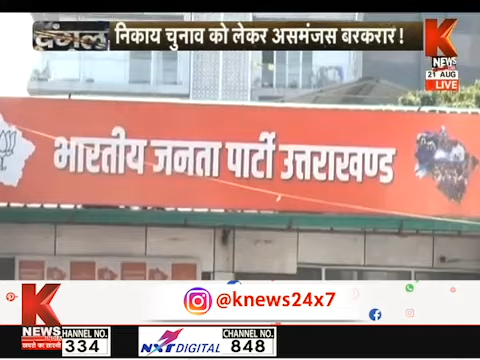 दंगल
निकाय चुनाव को लेकर असमंजस बरकरार !
K
NEWS
21 AUG
LIVE
भारतीय जनता पार्टी उत्तराखण्ड
@knews24x7
K
NEWS
CHANNEL NO.
334
NXT DIGITAL
CHANNEL NO.
848